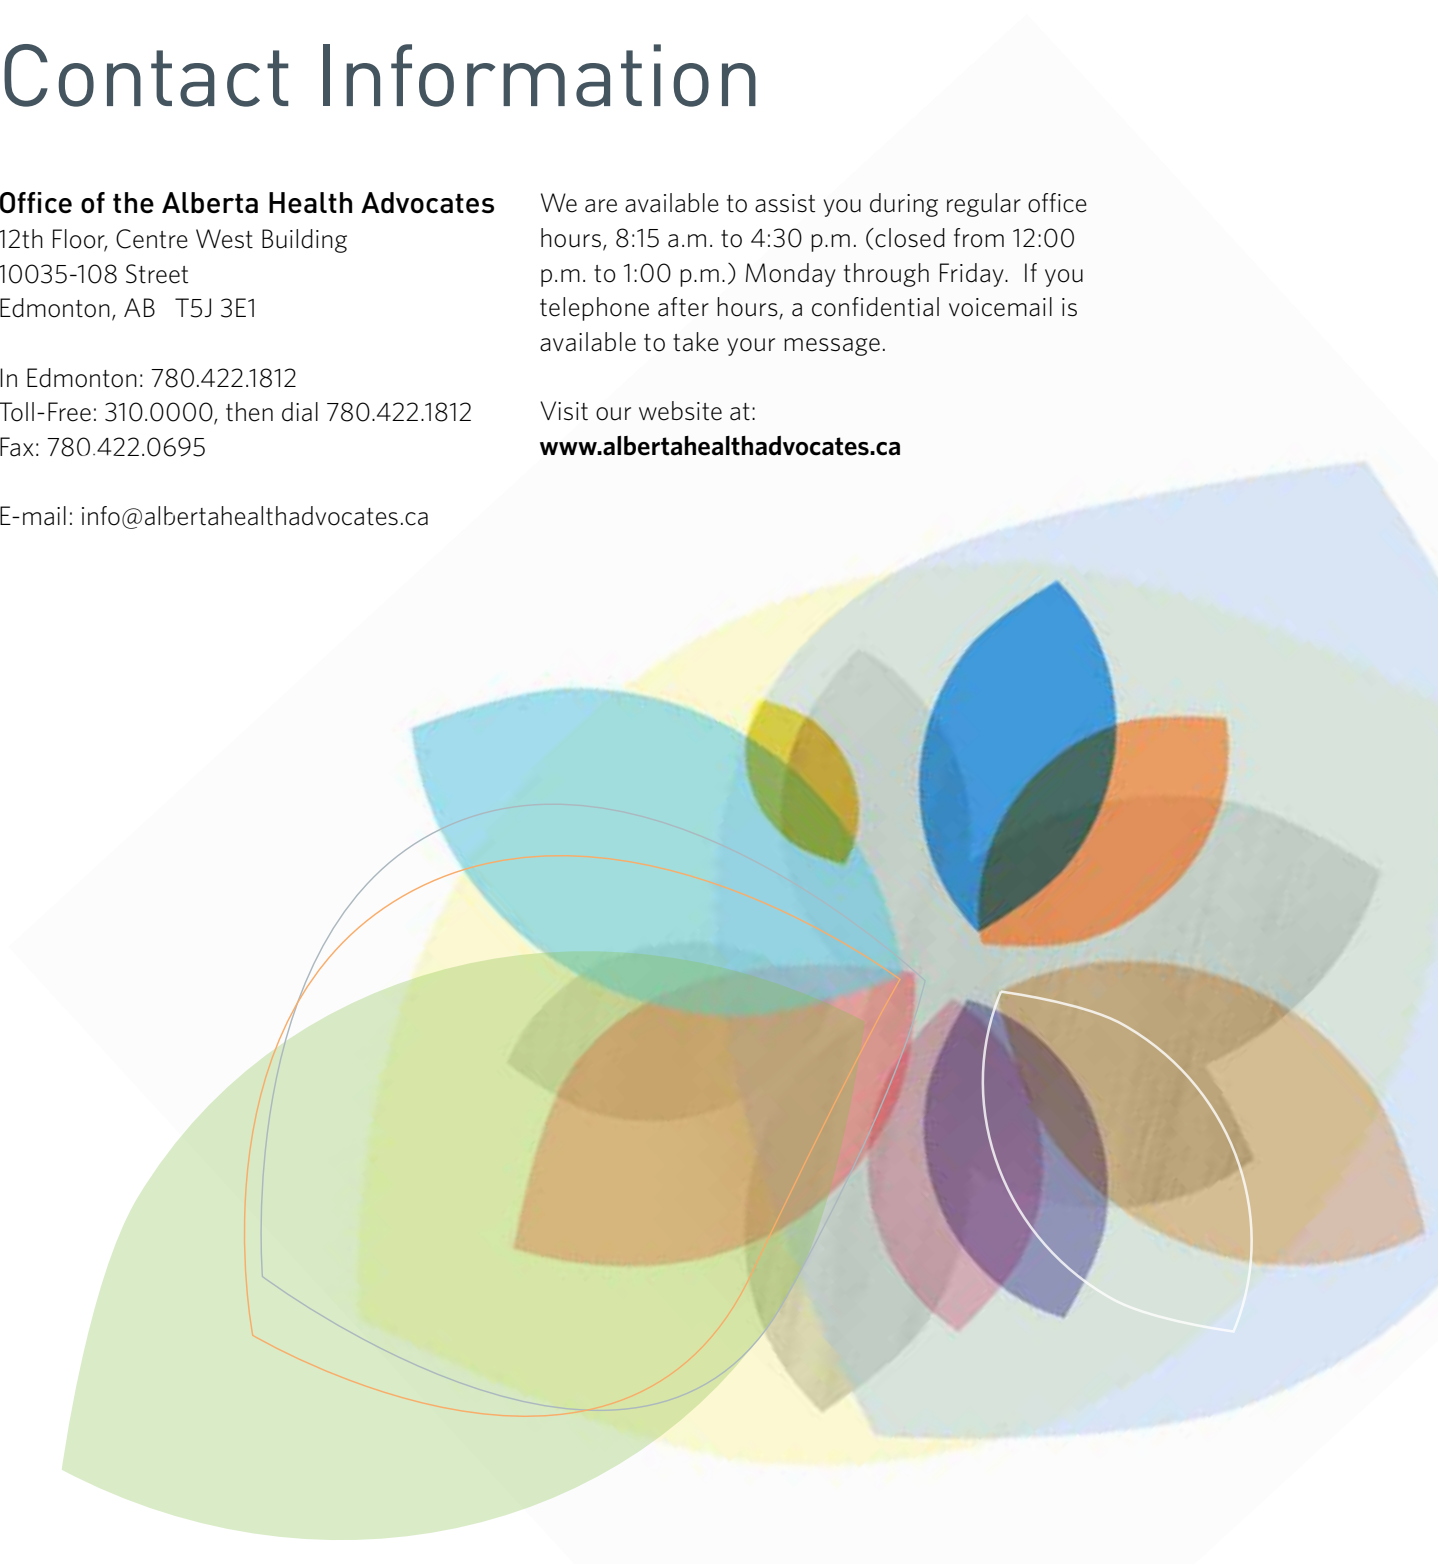 Contact Information
Office of the Alberta Health Advocates
12th Floor, Centre West Building
10035-108 Street
Edmonton, AB   T5J 3E1
In Edmonton: 780.422.1812
Toll-Free: 310.0000, then dial 780.422.1812
Fax: 780.422.0695
E-mail: info@albertahealthadvocates.ca
We are available to assist you during regular office
hours, 8:15 a.m. to 4:30 p.m. (closed from 12:00
p.m. to 1:00 p.m.) Monday through Friday.  If you
telephone after hours, a confidential voicemail is
available to take your message.
Visit our website at:
www.albertahealthadvocates.ca